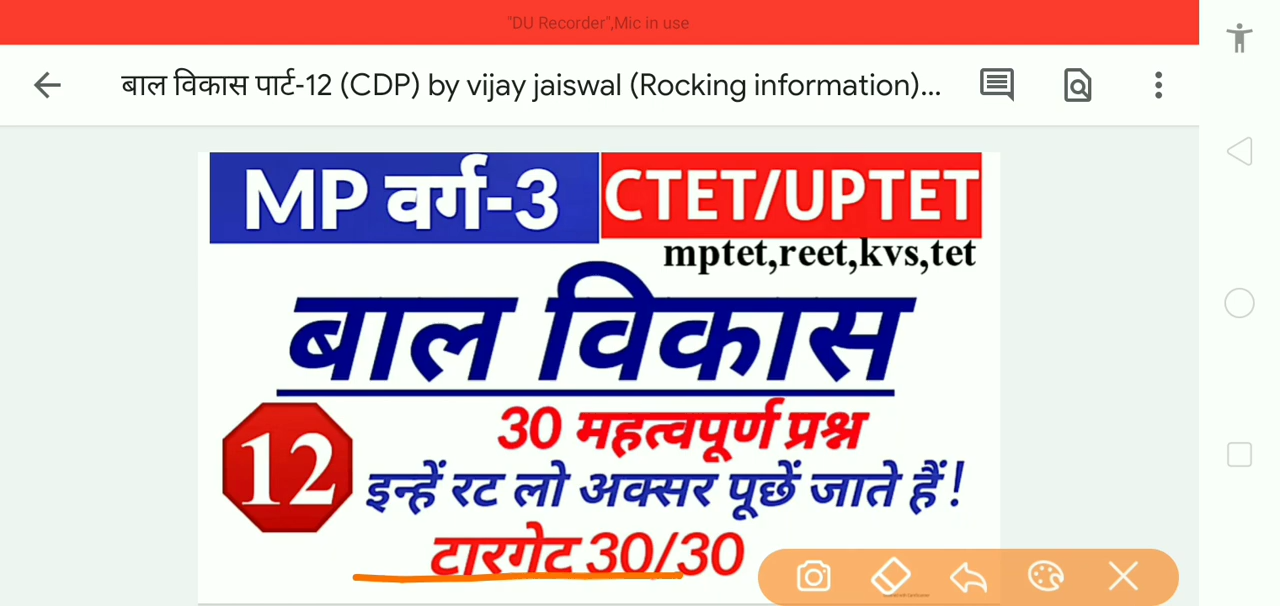 "DU Recorder",Mic in use
बाल विकास पार्ट-12 (CDP) by vijay jaiswal (Rocking information)...
MP वर्ग-3 CTET/UPTET
mptet,reet,kvs,tet
बाल विकास
12
30 महत्वपूर्ण प्रश्न
इन्हें रट लो अक्सर पूछें जाते हैं!
टारगेट 30/30